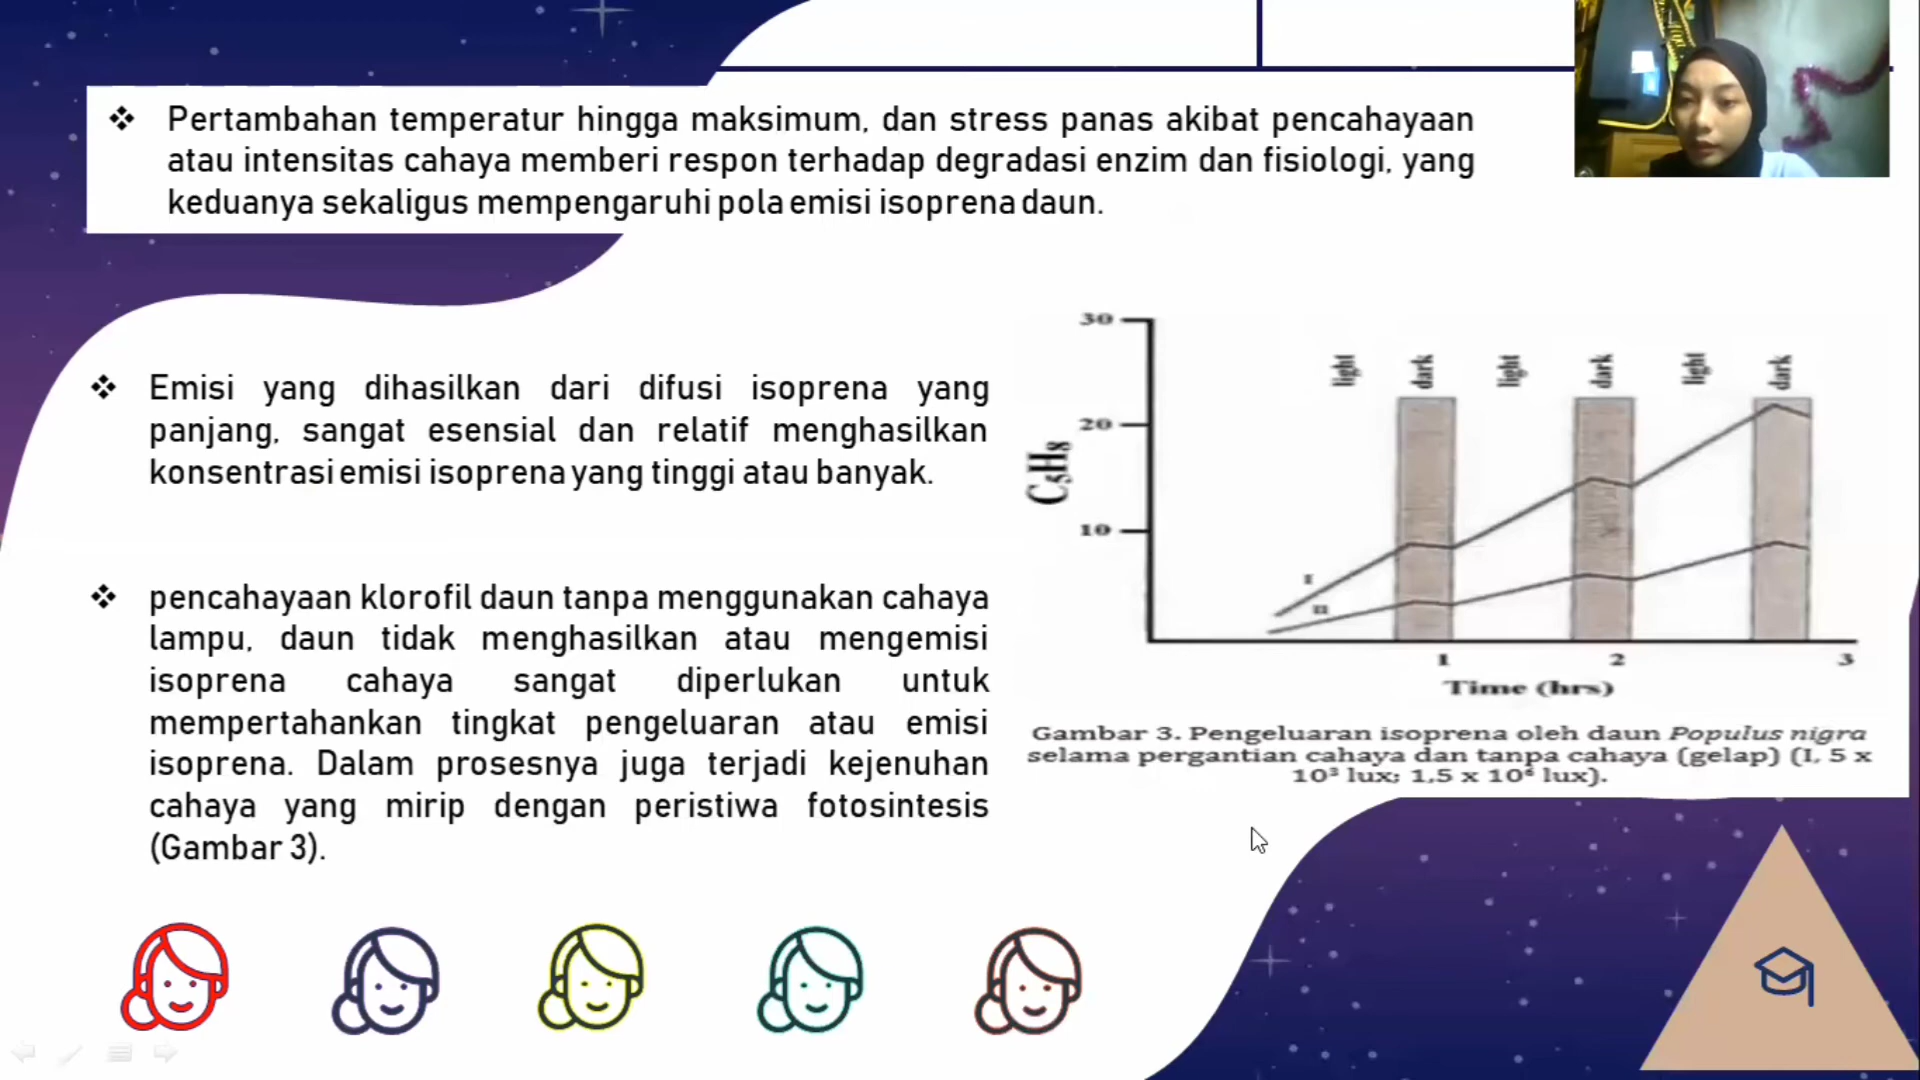 Pertambahan temperatur hingga maksimum, dan stress panas akibat pencahayaan
atau intensitas cahaya memberi respon terhadap degradasi enzim dan fisiologi, yang
keduanya sekaligus mempengaruhi pola emisi isoprena daun.
Emisi yang dihasilkan dari difusi isoprena yang
panjang, sangat esensial dan relatif menghasilkan
konsentrasi emisi isoprena yang tinggi atau banyak.
pencahayaan klorofil daun tanpa menggunakan cahaya
lampu, daun tidak menghasilkan atau mengemisi
isoprena cahaya sangat diperlukan untuk
mempertahankan tingkat pengeluaran atau emisi
isoprena. Dalam prosesnya juga terjadi kejenuhan
cahaya yang mirip dengan peristiwa fotosintesis
(Gambar 3).
30
light dark light dark light dark
20
C₅H₈
10
I
II
1 2 3
Time (hrs)
Gambar 3. Pengeluaran isoprena oleh daun Populus nigra
selama pergantian cahaya dan tanpa cahaya (gelap) (I, 5 x
10³ lux; 1,5 x 10⁶ lux).